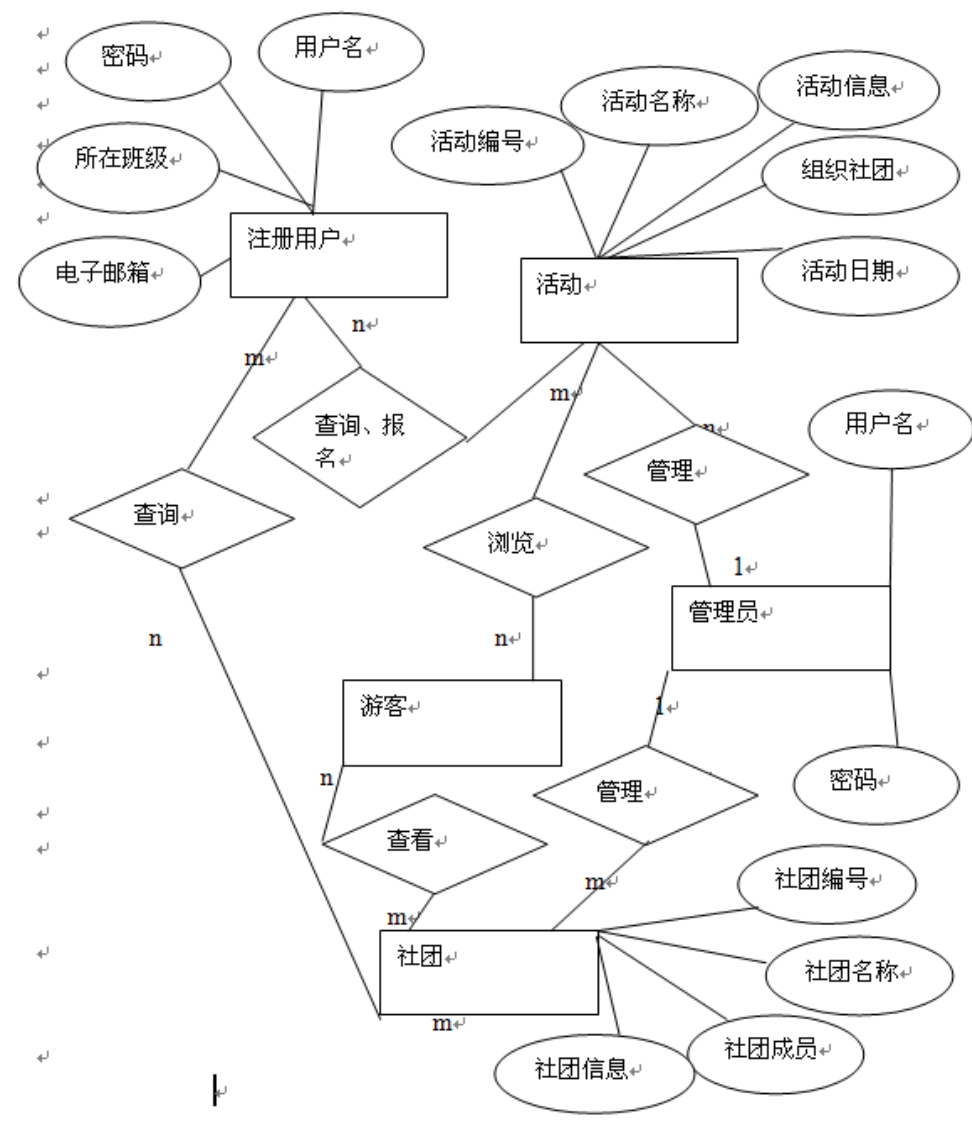 密码
用户名
活动信息
活动名称
活动编号
所在班级
组织社团
注册用户
电子邮箱
活动日期
活动
n
m
m
查询、报
名
用户名
n
管理
查询
浏览
1
管理员
n
n
游客
1
n
密码
管理
查看
社团编号
m
m
社团
社团名称
m
社团成员
社团信息